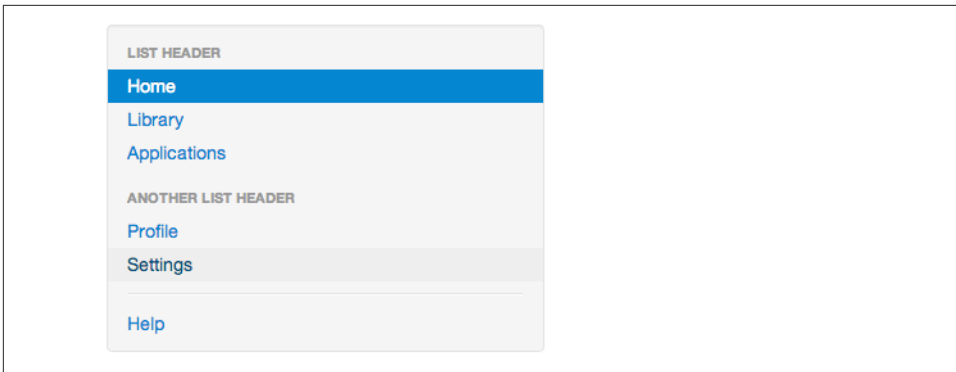 LIST HEADER
Home
Library
Applications
ANOTHER LIST HEADER
Profile
Settings
Help